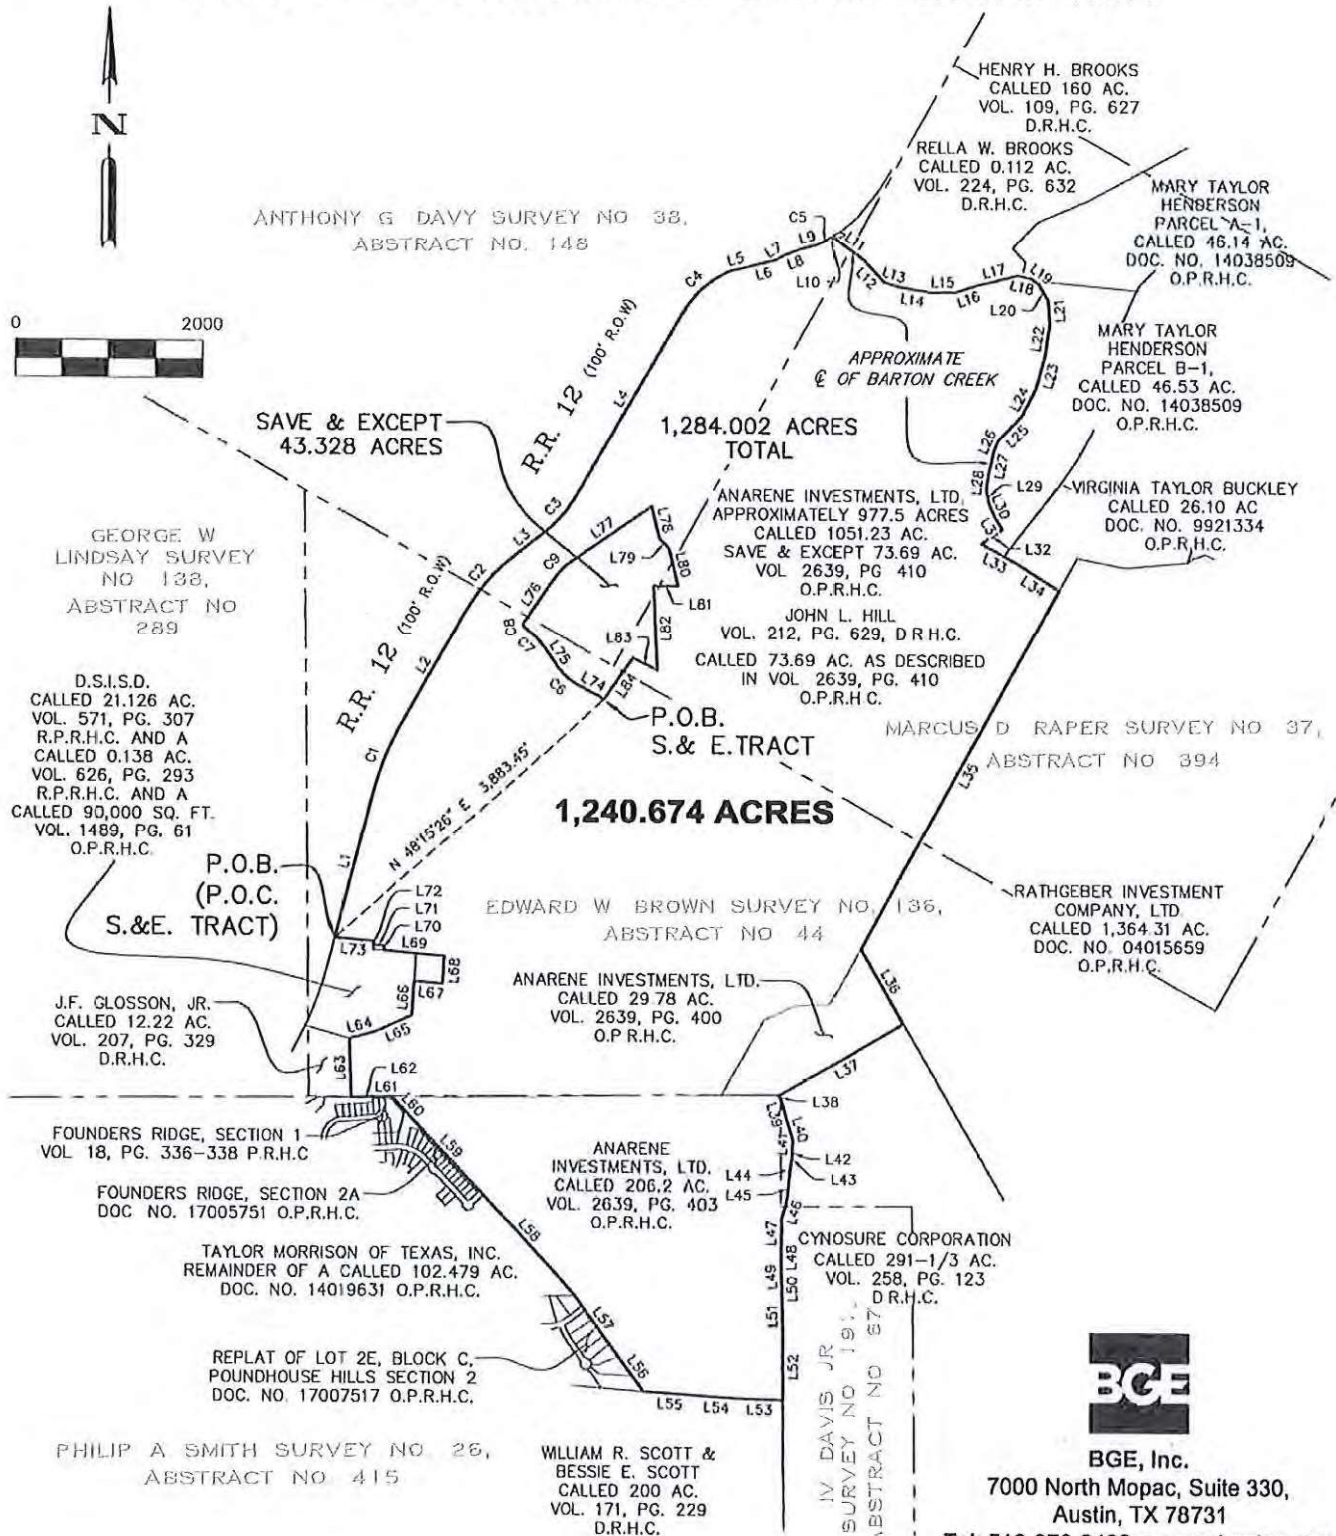 HENRY H. BROOKS
CALLED 160 AC.
VOL. 109, PG. 627
D.R.H.C.
RELLA W. BROOKS
CALLED 0.112 AC.
VOL. 224, PG. 632
D.R.H.C.
MARY TAYLOR
HENDERSON
PARCEL A-1,
CALLED 46.14 AC.
DOC. NO. 14038509
O.P.R.H.C.
N
ANTHONY G DAVY SURVEY NO 38,
ABSTRACT NO. 148
0 2000
C5
L11
L9
L7
L8
L5
L6
C4
L10
L12
L13
L14
L15
L16
L17
L18
L19
L20
L21
L22
L23
L24
L25
L26
L27
L28
L29
L30
L31
L32
L33
L34
MARY TAYLOR
HENDERSON
PARCEL B-1,
CALLED 46.53 AC.
DOC. NO. 14038509
O.P.R.H.C.
APPROXIMATE
℄ OF BARTON CREEK
R.R. 12 (100' R.O.W)
L4
SAVE & EXCEPT
43.328 ACRES
1,284.002 ACRES
TOTAL
VIRGINIA TAYLOR BUCKLEY
CALLED 26.10 AC
DOC. NO. 9921334
O.P.R.H.C.
ANARENE INVESTMENTS, LTD.
APPROXIMATELY 977.5 ACRES
CALLED 1051.23 AC.
SAVE & EXCEPT 73.69 AC.
VOL 2639, PG 410
O.P.R.H.C.
JOHN L. HILL
VOL. 212, PG. 629, D R H.C.
CALLED 73.69 AC. AS DESCRIBED
IN VOL 2639, PG. 410
O.P.R.H C.
GEORGE W
LINDSAY SURVEY
NO 138,
ABSTRACT NO
289
C3
L3
C2
L77
L78
L79
L80
L81
L82
L83
L84
C9
L76
C8
C7
L75
C6
L74
R.R. 12 (100' R.O.W)
L2
C1
L1
D.S.I.S.D.
CALLED 21.126 AC.
VOL. 571, PG. 307
R.P.R.H.C. AND A
CALLED 0.138 AC.
VOL. 626, PG. 293
R.P.R.H.C. AND A
CALLED 90,000 SQ. FT.
VOL. 1489, PG. 61
O.P.R.H.C.
P.O.B.
S.& E.TRACT
MARCUS D RAPER SURVEY NO 37,
ABSTRACT NO 394
L35
N 48°15'26" E 3,883.45'
1,240.674 ACRES
P.O.B.
(P.O.C.
S.&E. TRACT)
L72
L71
L70
L69
L73
L68
L67
L66
L65
L64
L63
L62
L61
L60
EDWARD W BROWN SURVEY NO. 136,
ABSTRACT NO 44
RATHGEBER INVESTMENT
COMPANY, LTD
CALLED 1,364.31 AC.
DOC. NO. 04015659
O.P.R.H.C.
ANARENE INVESTMENTS, LTD.
CALLED 29.78 AC.
VOL. 2639, PG. 400
O.P R.H.C.
L36
L37
J.F. GLOSSON, JR.
CALLED 12.22 AC.
VOL. 207, PG. 329
D.R.H.C.
L38
L39
L40
L41
L42
L43
L44
L45
L46
L47
L48
L49
L50
L51
L52
FOUNDERS RIDGE, SECTION 1
VOL 18, PG. 336-338 P.R.H.C
FOUNDERS RIDGE, SECTION 2A
DOC NO. 17005751 O.P.R.H.C.
L59
L58
ANARENE
INVESTMENTS, LTD.
CALLED 206.2 AC.
VOL. 2639, PG. 403
O.P.R.H.C.
TAYLOR MORRISON OF TEXAS, INC.
REMAINDER OF A CALLED 102.479 AC.
DOC. NO. 14019631 O.P.R.H.C.
CYNOSURE CORPORATION
CALLED 291-1/3 AC.
VOL. 258, PG. 123
D R.H.C.
L57
L56
REPLAT OF LOT 2E, BLOCK C,
POUNDHOUSE HILLS SECTION 2
DOC. NO. 17007517 O.P.R.H.C.
L55
L54
L53
PHILIP A SMITH SURVEY NO 26,
ABSTRACT NO 415
WILLIAM R. SCOTT &
BESSIE E. SCOTT
CALLED 200 AC.
VOL. 171, PG. 229
D.R.H.C.
DAVIS JR
SURVEY NO
ABSTRACT NO
BGE
BGE, Inc.
7000 North Mopac, Suite 330,
Austin, TX 78731